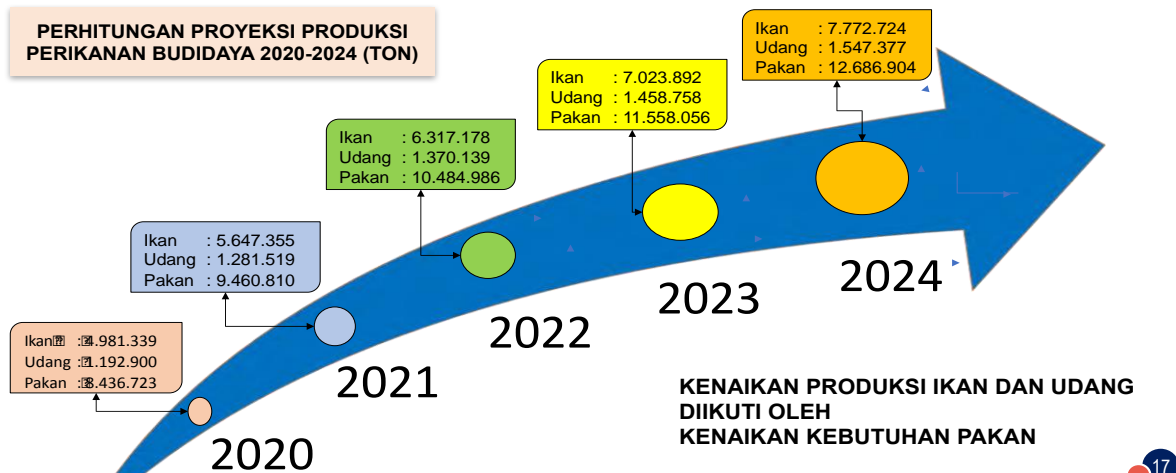 PERHITUNGAN PROYEKSI PRODUKSI
PERIKANAN BUDIDAYA 2020-2024 (TON)
Ikan : 4.981.339
Udang : 1.192.900
Pakan : 8.436.723
2020
Ikan : 5.647.355
Udang : 1.281.519
Pakan : 9.460.810
2021
Ikan : 6.317.178
Udang : 1.370.139
Pakan : 10.484.986
2022
Ikan : 7.023.892
Udang : 1.458.758
Pakan : 11.558.056
2023
Ikan : 7.772.724
Udang : 1.547.377
Pakan : 12.686.904
2024
KENAIKAN PRODUKSI IKAN DAN UDANG
DIIKUTI OLEH
KENAIKAN KEBUTUHAN PAKAN
17